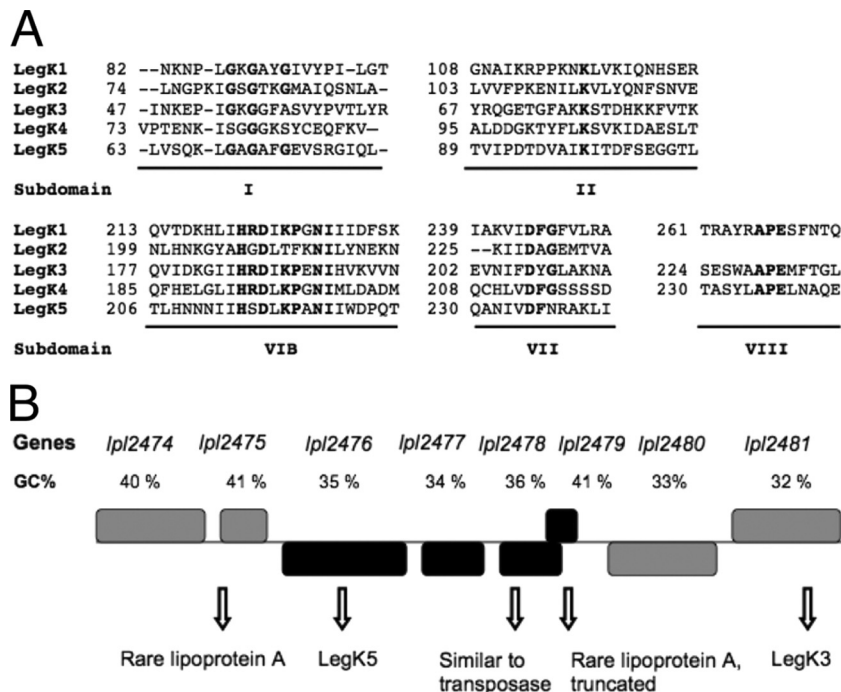 A
LegK1 82 --NKNP-LGKGAYGIVYPI-LGT 108 GNAIKRPPKNKLVKIQNHSER
LegK2 74 --LNGPKIGSGTKGMAIQSNLA- 103 LVVFPKENILKVLYQNFSNVE
LegK3 47 -INKEPIGKGGFASVYPVTLYR 67 YRQGETGFAKKSTDHKKFVTK
LegK4 73 VPTENK-ISGGGKSYCEQFKV- 95 ALDDGKTYFLKSVKIDAESLT
LegK5 63 -LVSQK-LGAGAFGEVSRGIQL- 89 TVIPDTDVAIKITDFSEGGTL
Subdomain I II
LegK1 213 QVTDKHLIHRDIKPGNIIIDFSK 239 IAKVIDFGFVLRA 261 TRAYRAPESFNTQ
LegK2 199 NLHNKGYAHGDLTFKNILYNEKN 225 --KIIDAGEMTVA
LegK3 177 QVIDKGIIHRDIKPENIHVKVVN 202 EVNIFDYGLAKNA 224 SESWAAPEMFTGL
LegK4 185 QFHELGLIHRDLKPGNIMLDADM 208 QCHLVDFGSSSSD 230 TASYLAPELNAQE
LegK5 206 TLHNNNIIHSDLKPANIIWDPQT 230 QANIVDFNRAKLI
Subdomain VIB VII VIII
B
Genes lpl2474 lpl2475 lpl2476 lpl2477 lpl2478 lpl2479 lpl2480 lpl2481
GC% 40 % 41 % 35 % 34 % 36 % 41 % 33% 32 %
Rare lipoprotein A LegK5 Similar to transposase Rare lipoprotein A, truncated LegK3